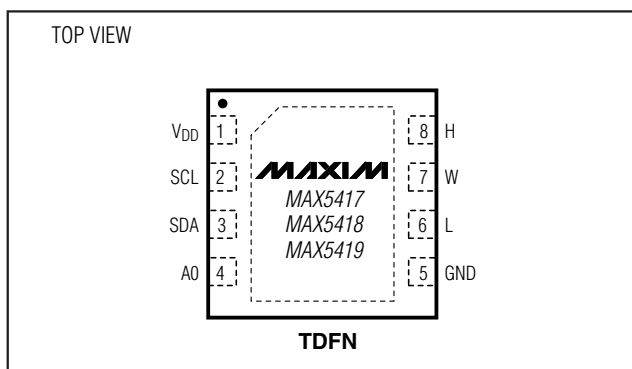 TOP VIEW
VDD 1
SCL 2
SDA 3
A0 4
MAXIM
MAX5417
MAX5418
MAX5419
8 H
7 W
6 L
5 GND
TDFN